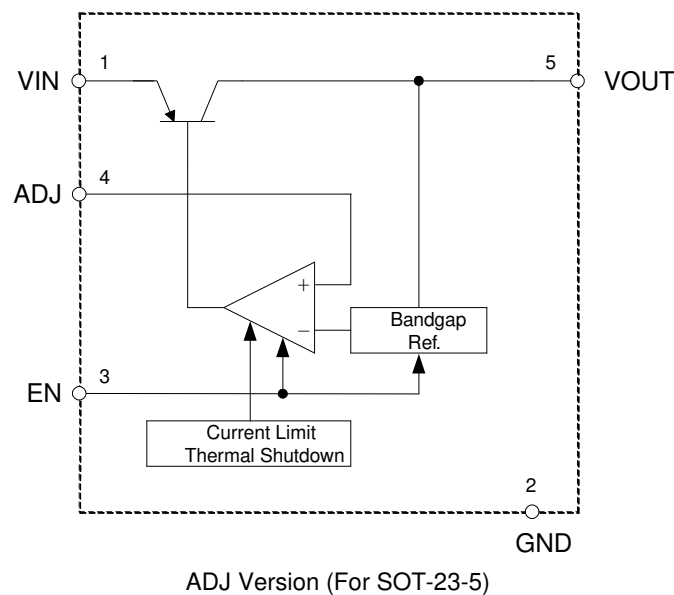 1
5
VIN
VOUT
4
ADJ
+
−
Bandgap
Ref.
3
EN
Current Limit
Thermal Shutdown
2
GND
ADJ Version (For SOT-23-5)